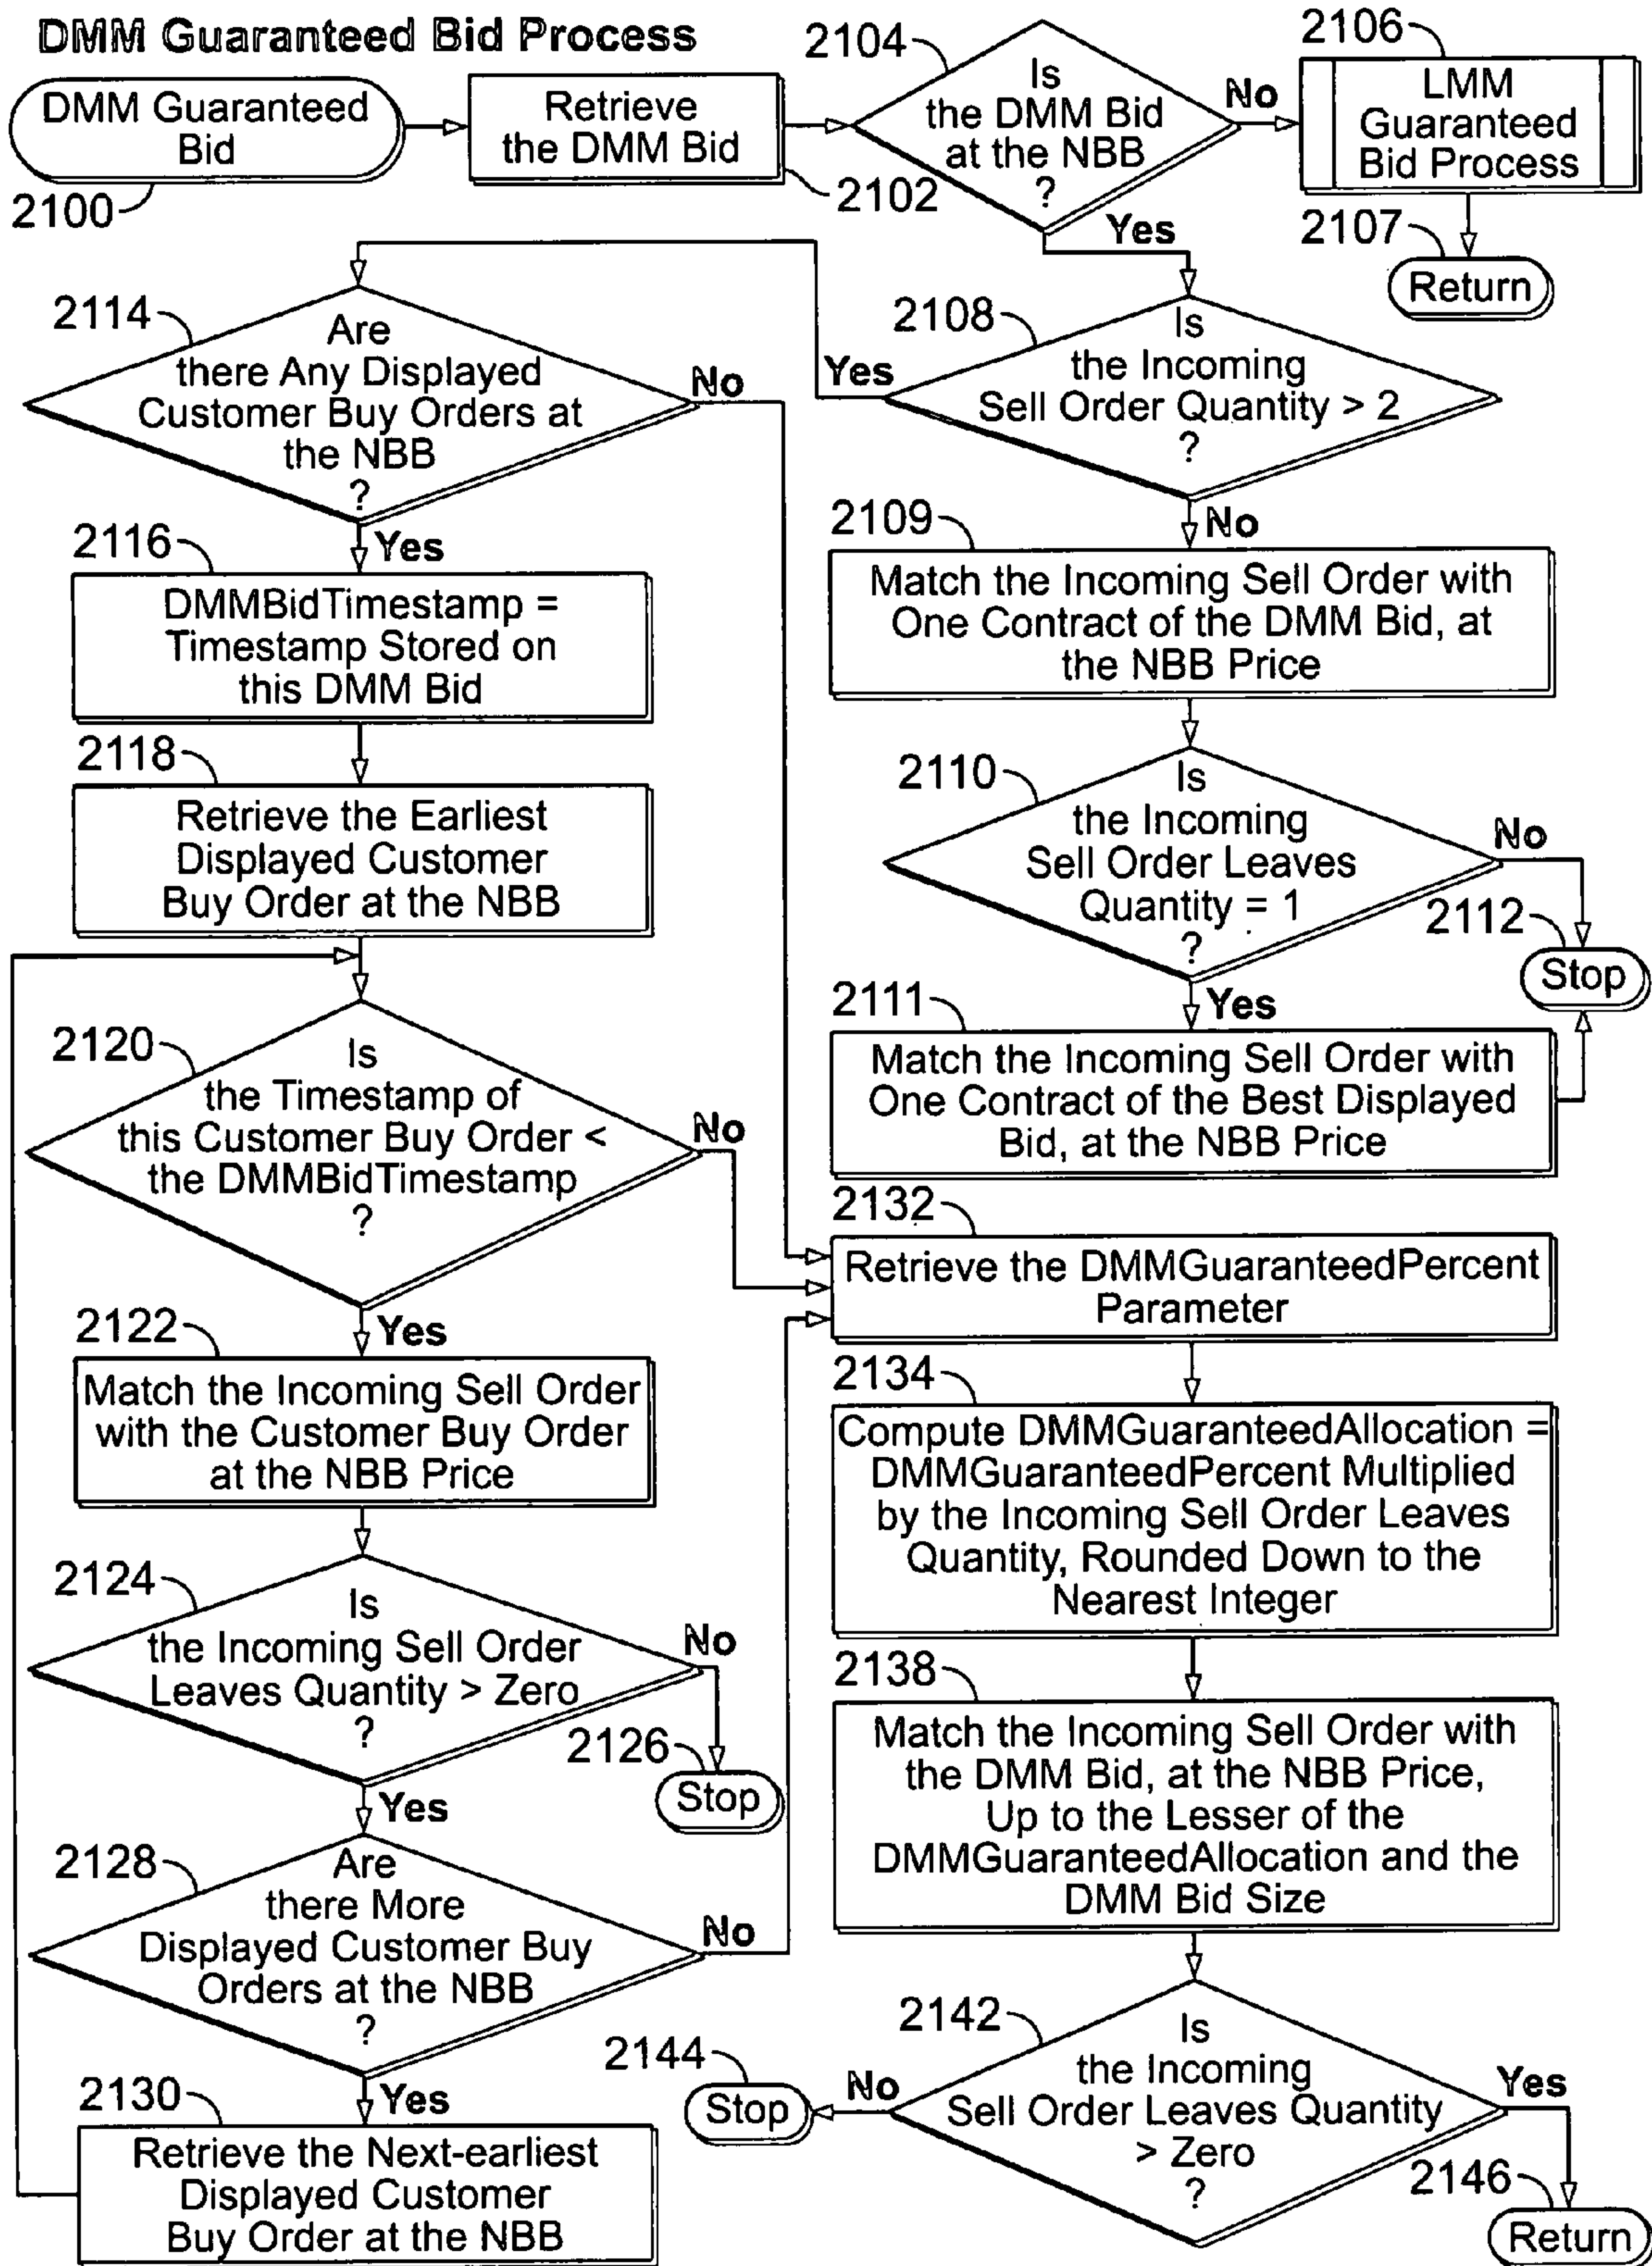 DMM Guaranteed Bid Process
DMM Guaranteed
Bid
2100
Retrieve
the DMM Bid
2102
2104
Is
the DMM Bid
at the NBB
?
No
Yes
2106
LMM
Guaranteed
Bid Process
2107
Return
2108
Is
the Incoming
Sell Order Quantity > 2
?
Yes
No
2109
Match the Incoming Sell Order with
One Contract of the DMM Bid, at
the NBB Price
2110
Is
the Incoming
Sell Order Leaves
Quantity = 1
?
No
Yes
2112
Stop
2111
Match the Incoming Sell Order with
One Contract of the Best Displayed
Bid, at the NBB Price
2114
Are
there Any Displayed
Customer Buy Orders at
the NBB
?
No
Yes
2116
DMMBidTimestamp =
Timestamp Stored on
this DMM Bid
2118
Retrieve the Earliest
Displayed Customer
Buy Order at the NBB
2120
Is
the Timestamp of
this Customer Buy Order <
the DMMBidTimestamp
?
No
Yes
2122
Match the Incoming Sell Order
with the Customer Buy Order
at the NBB Price
2124
Is
the Incoming Sell Order
Leaves Quantity > Zero
?
No
2126
Stop
Yes
2128
Are
there More
Displayed Customer Buy
Orders at the NBB
?
No
Yes
2130
Retrieve the Next-earliest
Displayed Customer
Buy Order at the NBB
2132
Retrieve the DMMGuaranteedPercent
Parameter
2134
Compute DMMGuaranteedAllocation =
DMMGuaranteedPercent Multiplied
by the Incoming Sell Order Leaves
Quantity, Rounded Down to the
Nearest Integer
2138
Match the Incoming Sell Order with
the DMM Bid, at the NBB Price,
Up to the Lesser of the
DMMGuaranteedAllocation and the
DMM Bid Size
2142
Is
the Incoming
Sell Order Leaves Quantity
> Zero
?
No
2144
Stop
Yes
2146
Return